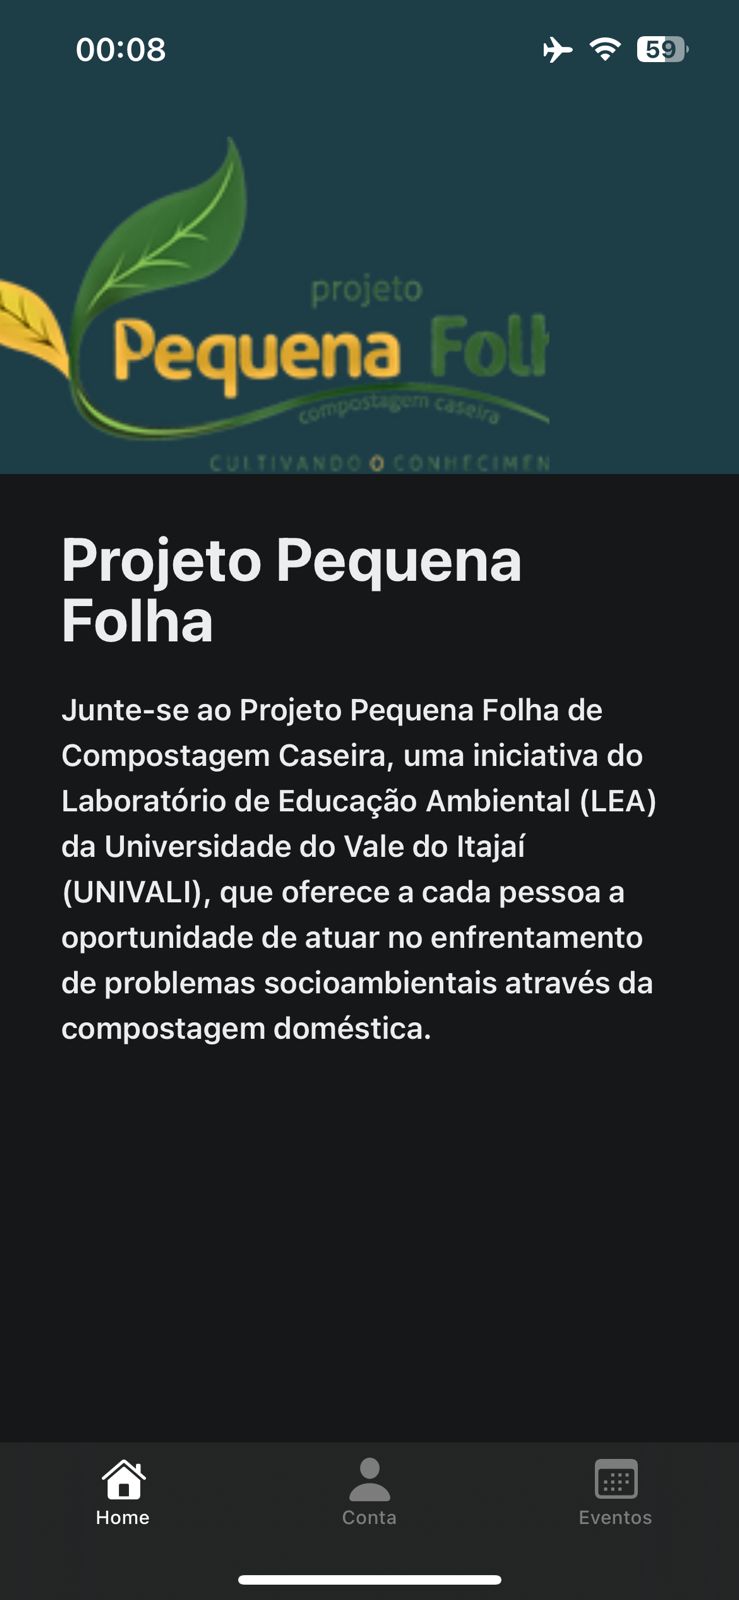 00:08
59
projeto
Pequena Fol
compostagem caseira
CULTIVANDO O CONHECIMEN
Projeto Pequena
Folha
Junte-se ao Projeto Pequena Folha de
Compostagem Caseira, uma iniciativa do
Laboratório de Educação Ambiental (LEA)
da Universidade do Vale do Itajaí
(UNIVALI), que oferece a cada pessoa a
oportunidade de atuar no enfrentamento
de problemas socioambientais através da
compostagem doméstica.
Home
Conta
Eventos